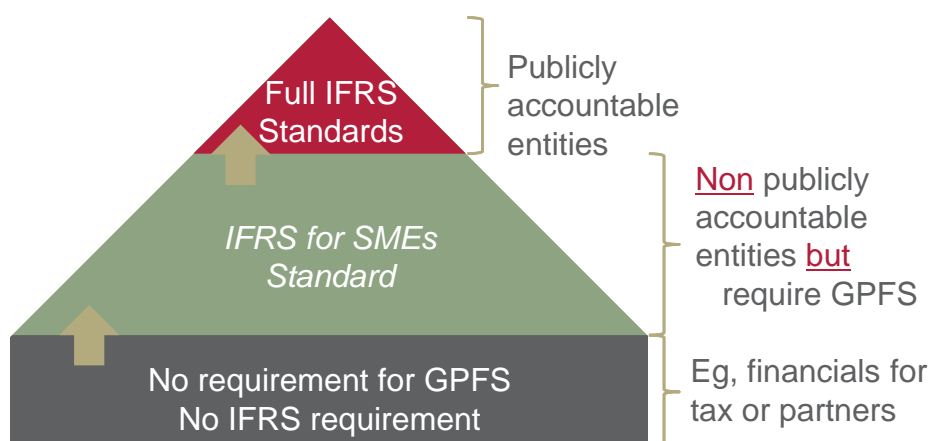 Full IFRS
Standards
Publicly
accountable
entities
IFRS for SMEs
Standard
Non publicly
accountable
entities but
require GPFS
No requirement for GPFS
No IFRS requirement
Eg, financials for
tax or partners